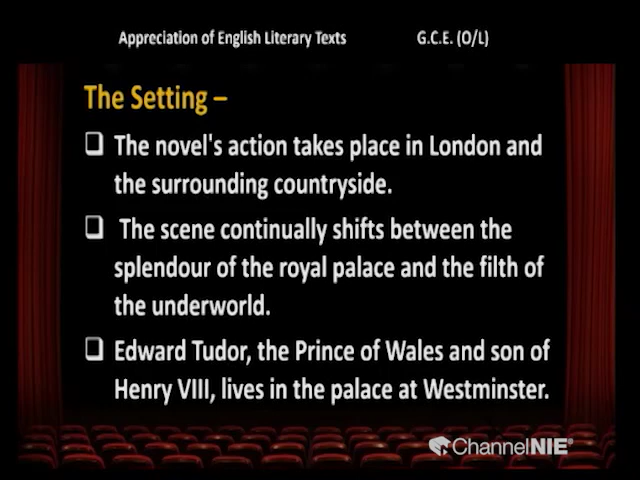 Appreciation of English Literary Texts G.C.E. (O/L)
The Setting –
The novel's action takes place in London and
the surrounding countryside.
The scene continually shifts between the
splendour of the royal palace and the filth of
the underworld.
Edward Tudor, the Prince of Wales and son of
Henry VIII, lives in the palace at Westminster.
ChannelNIE